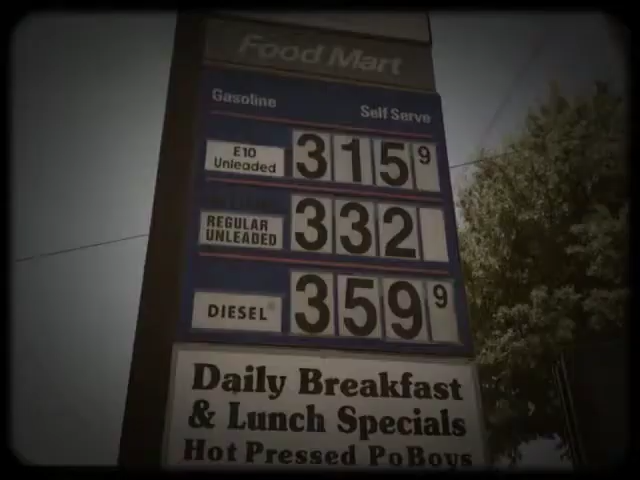 Food Mart
Gasoline Self Serve
E10 Unleaded 3 1 5 9
REGULAR UNLEADED 3 3 2
DIESEL 3 5 9 9
Daily Breakfast
& Lunch Specials
Hot Pressed PoBoys